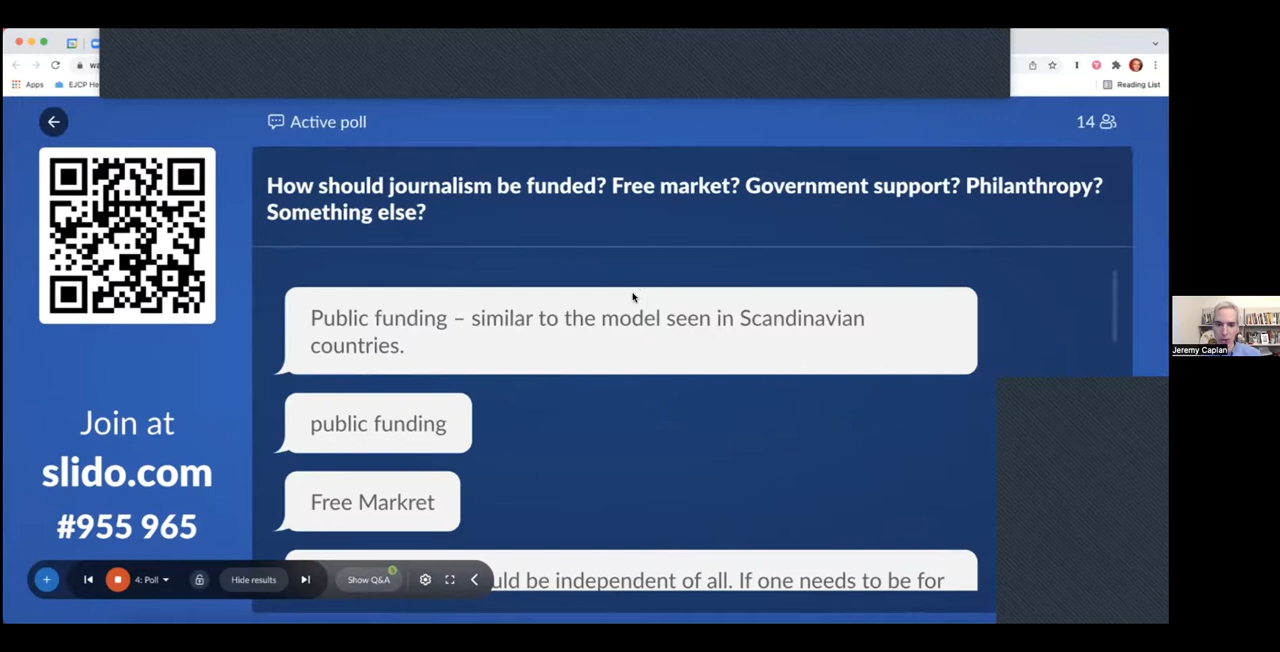 Apps
EJCP He
Reading List
Active poll
14
How should journalism be funded? Free market? Government support? Philanthropy?
Something else?
Public funding – similar to the model seen in Scandinavian
countries.
public funding
Free Markret
be independent of all. If one needs to be for
Join at
slido.com
#955 965
4: Poll
Hide results
Show Q&A
Jeremy Caplan